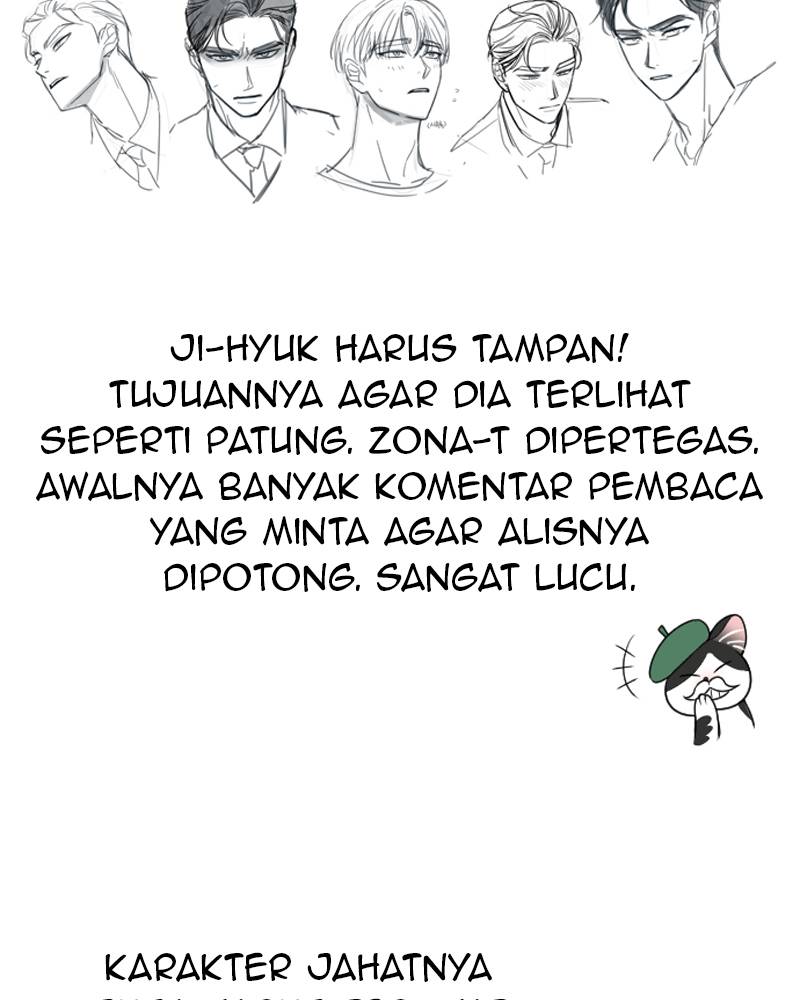 JI-HYUK HARUS TAMPAN!
TUJUANNYA AGAR DIA TERLIHAT
SEPERTI PATUNG. ZONA-T DIPERTEGAS.
AWALNYA BANYAK KOMENTAR PEMBACA
YANG MINTA AGAR ALISNYA
DIPOTONG. SANGAT LUCU.
KARAKTER JAHATNYA